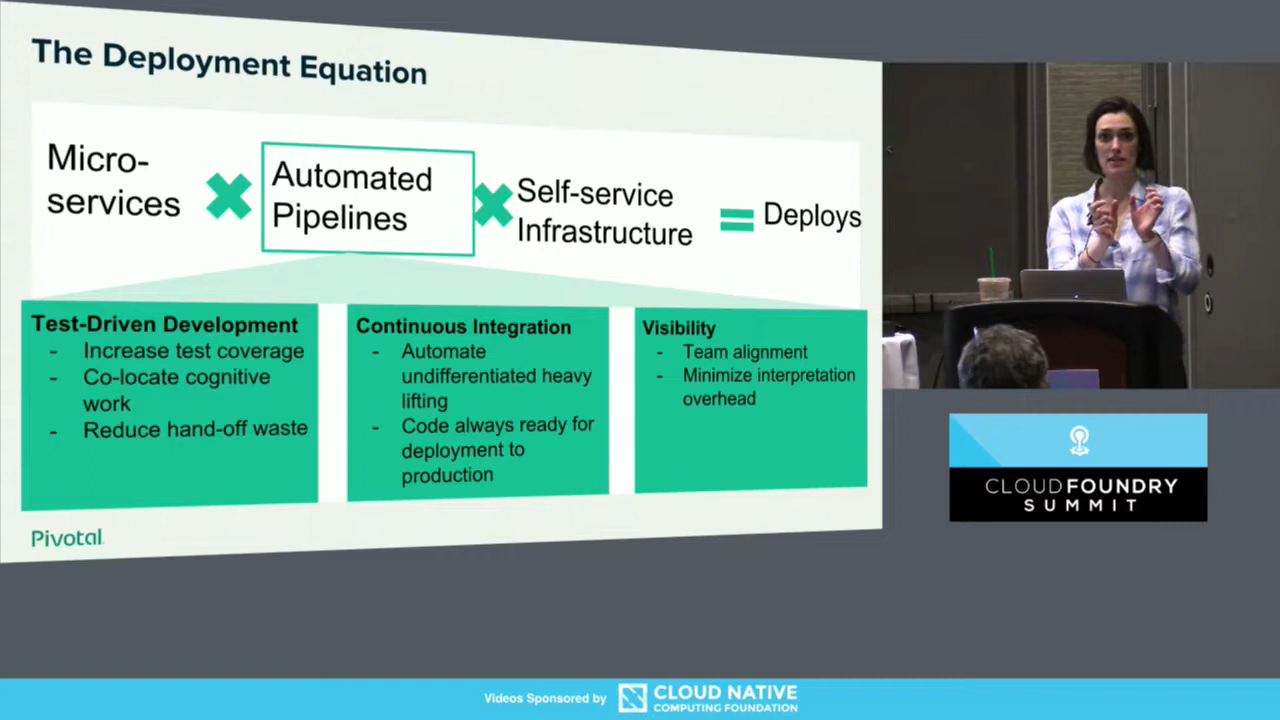 The Deployment Equation
Micro-
services
Automated
Pipelines
Self-service
Infrastructure
Deploys
Test-Driven Development
- Increase test coverage
- Co-locate cognitive
work
- Reduce hand-off waste
Continuous Integration
- Automate
undifferentiated heavy
lifting
- Code always ready for
deployment to
production
Visibility
- Team alignment
- Minimize interpretation
overhead
Pivotal
CLOUD FOUNDRY
SUMMIT
Videos Sponsored by
CLOUD NATIVE
COMPUTING FOUNDATION